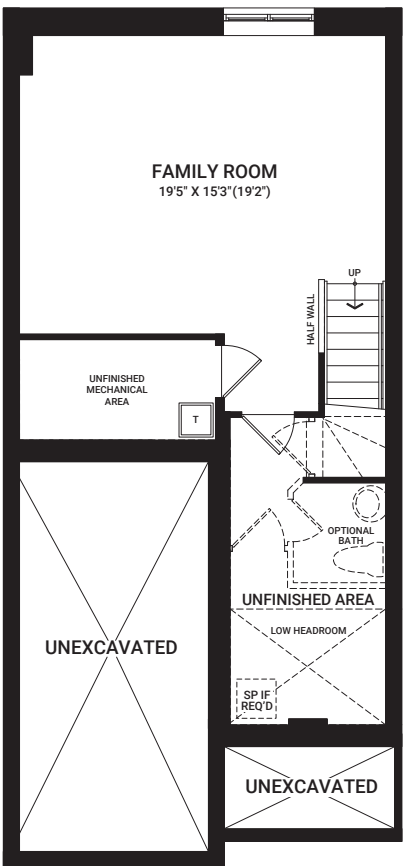 FAMILY ROOM
19'5" X 15'3"(19'2")
UP
HALF WALL
UNFINISHED
MECHANICAL
AREA
T
OPTIONAL
BATH
UNFINISHED AREA
LOW HEADROOM
UNEXCAVATED
SP IF
REQ'D
UNEXCAVATED